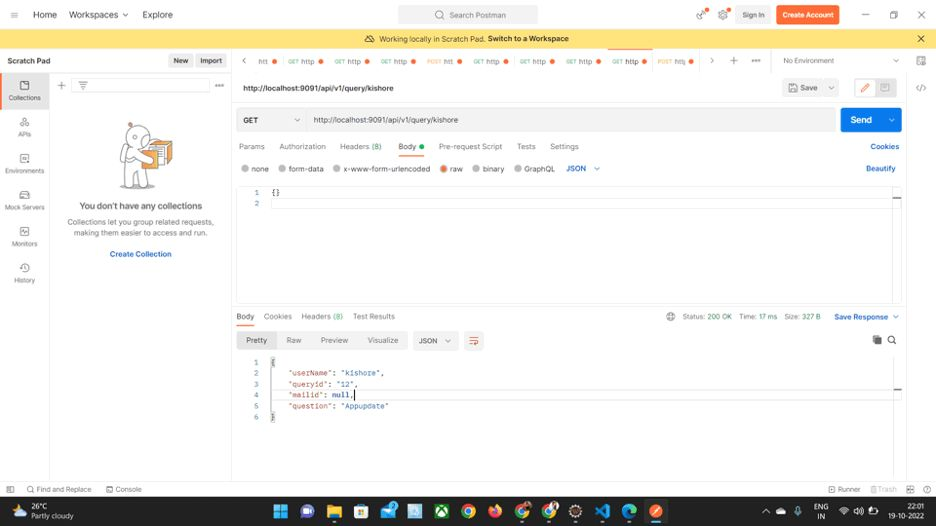 Home
Workspaces
Explore
Search Postman
Sign In
Create Account
Working locally in Scratch Pad. Switch to a Workspace
Scratch Pad
New
Import
htt
GET http
GET http
GET http
POST htt
GET http
GET http
GET http
GET http
POST http
No Environment
Collections
APIs
Environments
Mock Servers
Monitors
History
You don't have any collections
Collections let you group related requests,
making them easier to access and run.
Create Collection
http://localhost:9091/api/v1/query/kishore
Save
GET
http://localhost:9091/api/v1/query/kishore
Send
Params
Authorization
Headers (8)
Body
Pre-request Script
Tests
Settings
Cookies
none
form-data
x-www-form-urlencoded
raw
binary
GraphQL
JSON
Beautify
1 {}
2
Body
Cookies
Headers (8)
Test Results
Status: 200 OK
Time: 17 ms
Size: 327 B
Save Response
Pretty
Raw
Preview
Visualize
JSON
1 {
2 "userName": "kishore",
3 "queryid": "12",
4 "mailid": null,
5 "question": "Appupdate"
6 }
Find and Replace
Console
Runner
Trash
26°C
Partly cloudy
ENG
IN
22:01
19-10-2022